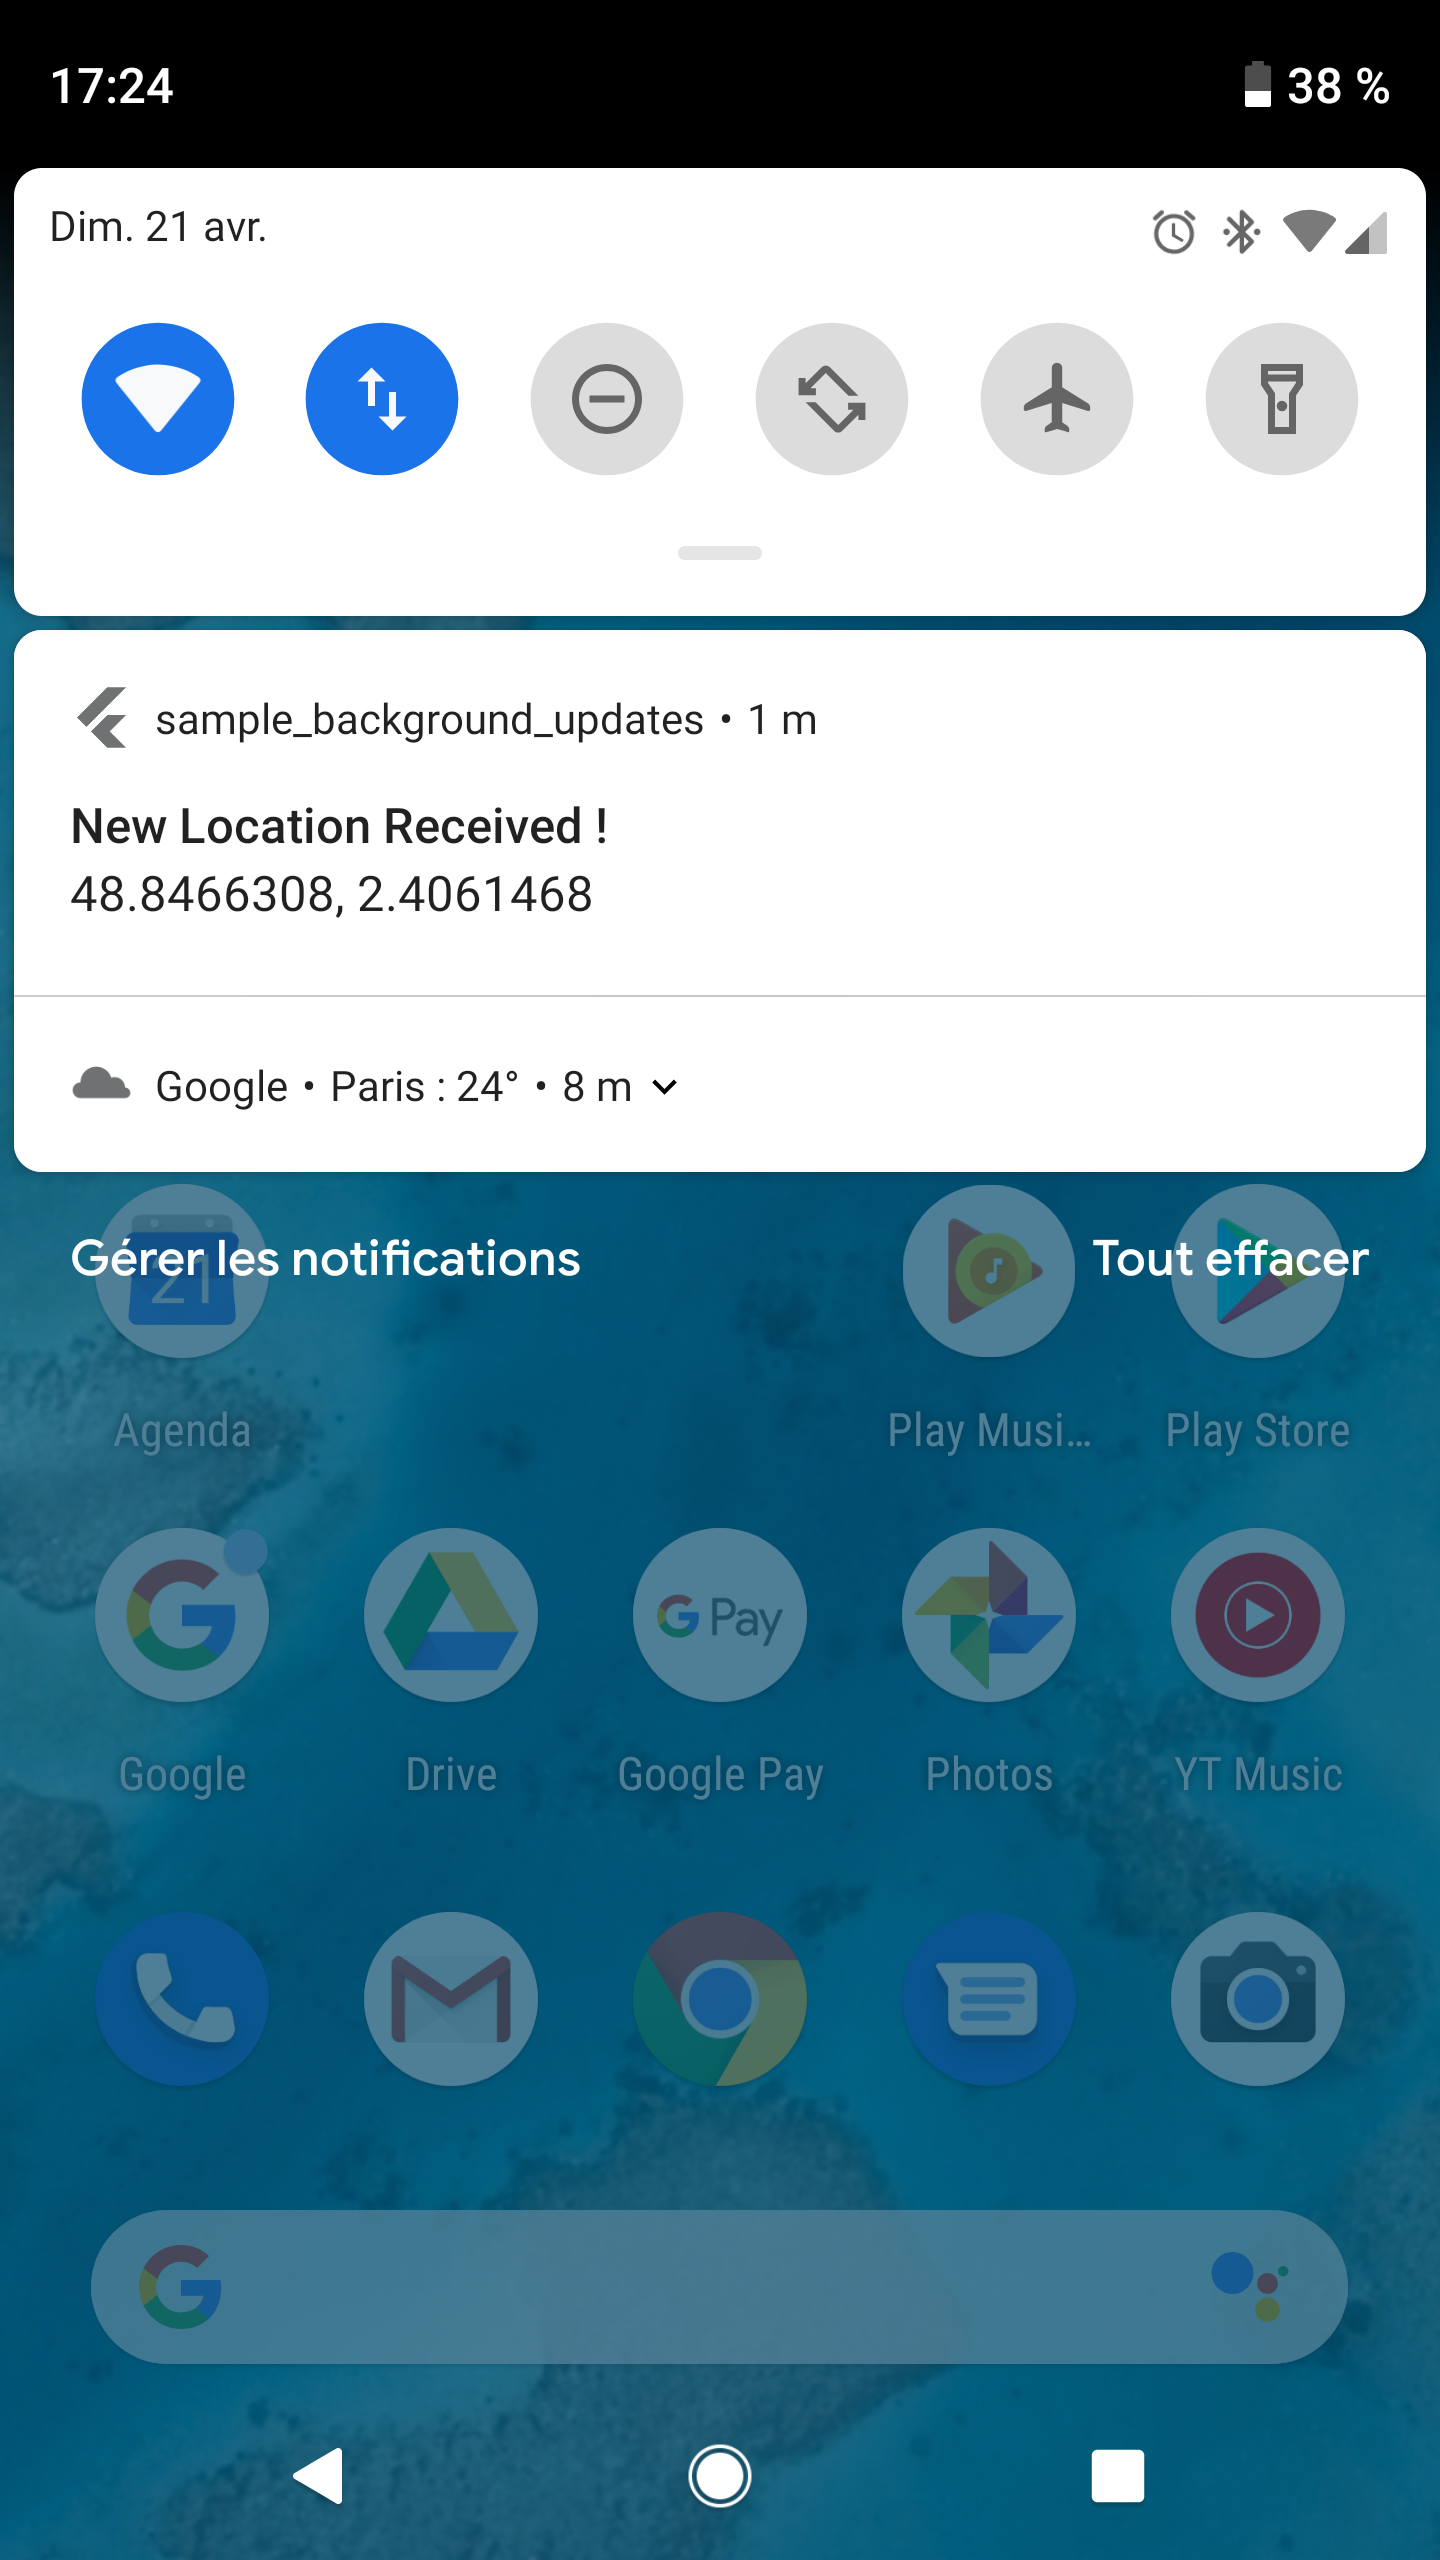 17:24 38 %
Dim. 21 avr.
sample_background_updates • 1 m
New Location Received !
48.8466308, 2.4061468
Google • Paris : 24° • 8 m
Gérer les notifications Tout effacer
21
Agenda Play Musi... Play Store
G Pay
Google Drive Google Pay Photos YT Music